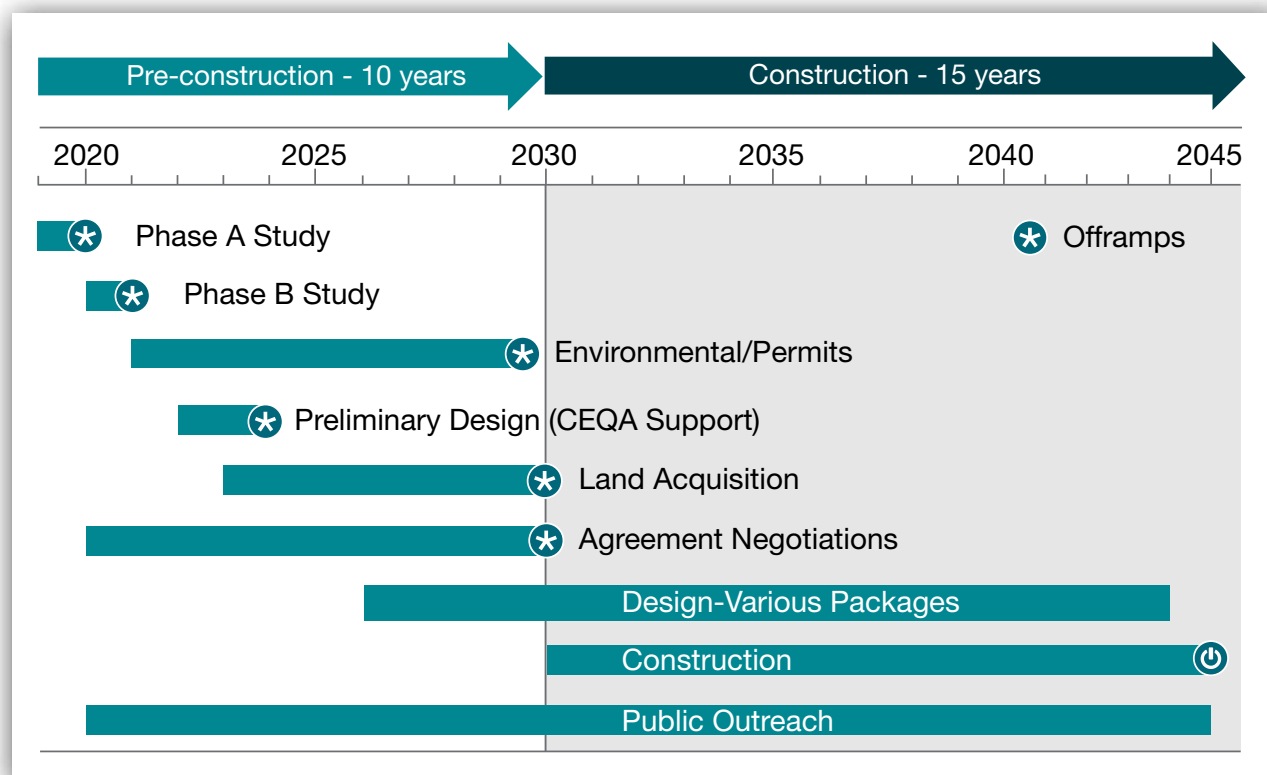 Pre-construction - 10 years
Construction - 15 years
2020 2025 2030 2035 2040 2045
Phase A Study
Offramps
Phase B Study
Environmental/Permits
Preliminary Design (CEQA Support)
Land Acquisition
Agreement Negotiations
Design-Various Packages
Construction
Public Outreach